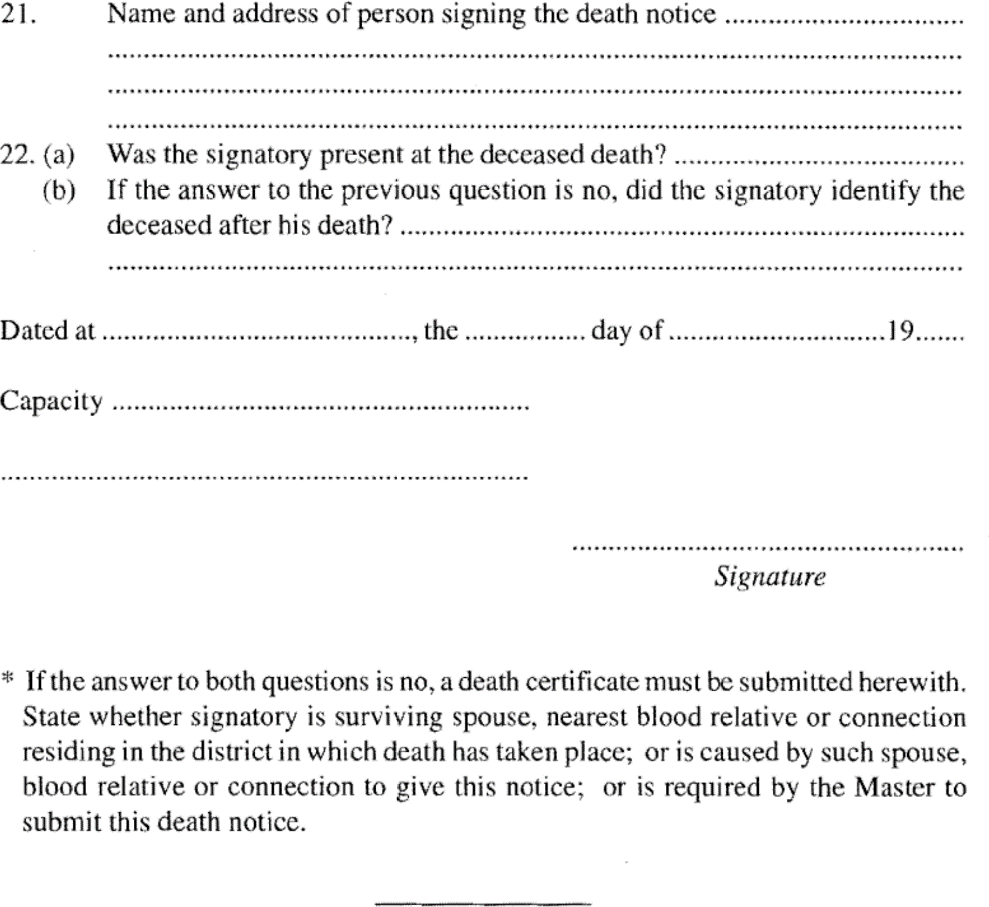 21. Name and address of person signing the death notice ................................
................................................................................................................
................................................................................................................
................................................................................................................
22. (a) Was the signatory present at the deceased death? ......................................
(b) If the answer to the previous question is no, did the signatory identify the
deceased after his death? ..........................................................................
................................................................................................................
Dated at ........................................., the ................ day of .............................19.......
Capacity .......................................................
......................................................................
....................................................
Signature
* If the answer to both questions is no, a death certificate must be submitted herewith.
State whether signatory is surviving spouse, nearest blood relative or connection
residing in the district in which death has taken place; or is caused by such spouse,
blood relative or connection to give this notice; or is required by the Master to
submit this death notice.